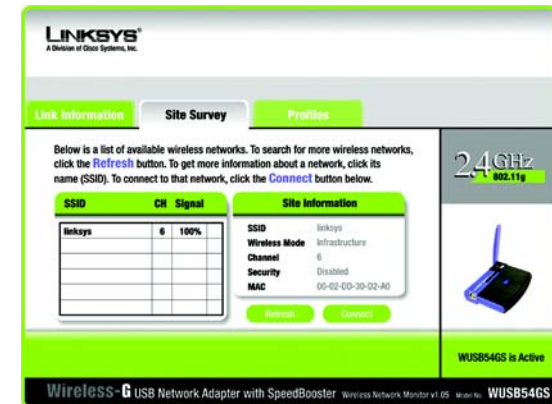 LINKSYS®
A Division of Cisco Systems, Inc.
Link Information
Site Survey
Profiles
Below is a list of available wireless networks. To search for more wireless networks,
click the Refresh button. To get more information about a network, click its
name (SSID). To connect to that network, click the Connect button below.
SSID CH Signal
linksys 6 100%
Site Information
SSID linksys
Wireless Mode Infrastructure
Channel 6
Security Disabled
MAC 00-02-DD-30-D2-A0
Refresh
Connect
2.4GHz
802.11g
WUSB54GS is Active
Wireless-G USB Network Adapter with SpeedBooster Wireless Network Monitor v1.05 Model No. WUSB54GS